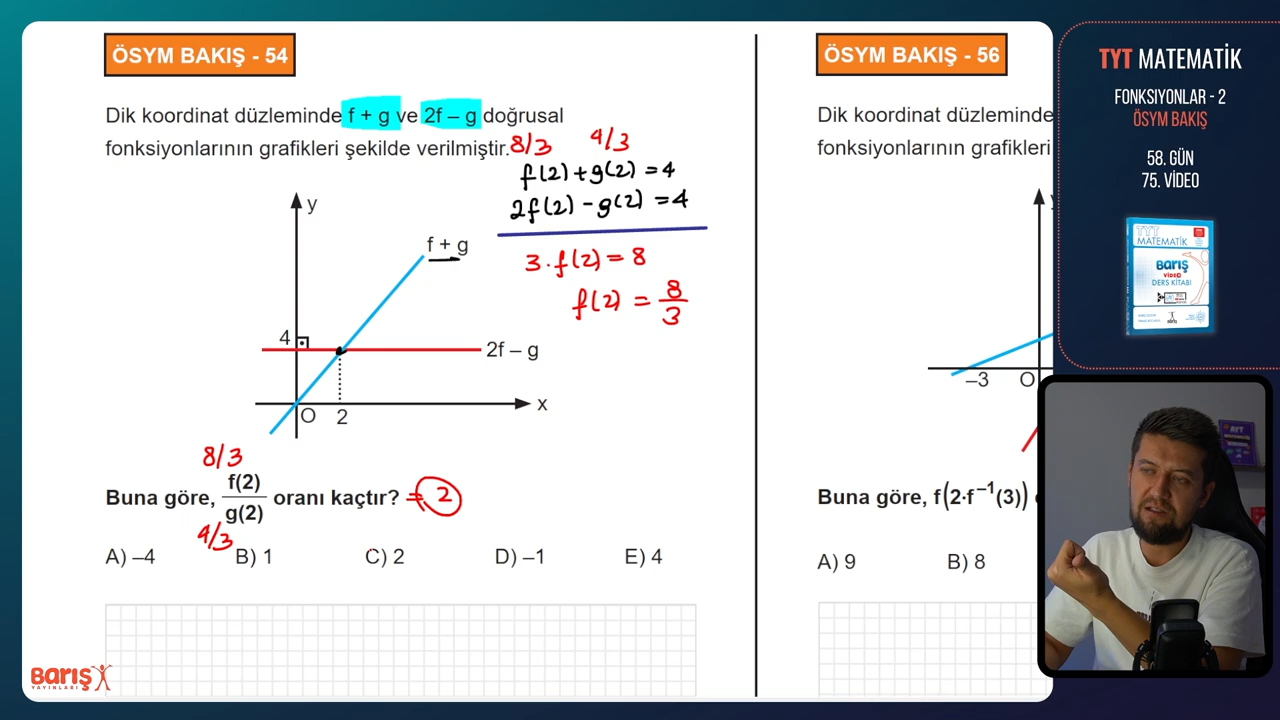 ÖSYM BAKIŞ - 54
Dik koordinat düzleminde f + g ve 2f – g doğrusal
fonksiyonlarının grafikleri şekilde verilmiştir.
8/3 4/3
f(2) + g(2) = 4
2f(2) - g(2) = 4
3·f(2) = 8
f(2) = 8/3
y
f + g
4
2f – g
O
2
x
8/3
Buna göre, f(2)/g(2) oranı kaçtır? = 2
4/3
A) –4 B) 1 C) 2 D) –1 E) 4
BARIŞ
YAYINLARI
ÖSYM BAKIŞ - 56
Dik koordinat düzleminde
fonksiyonlarının grafikleri
–3
O
Buna göre, f(2·f⁻¹(3))
A) 9 B) 8
TYT MATEMATİK
FONKSIYONLAR - 2
ÖSYM BAKIŞ
58. GÜN
75. VİDEO
TYT
MATEMATİK
BARIŞ
VİDEO
DERS KİTABI